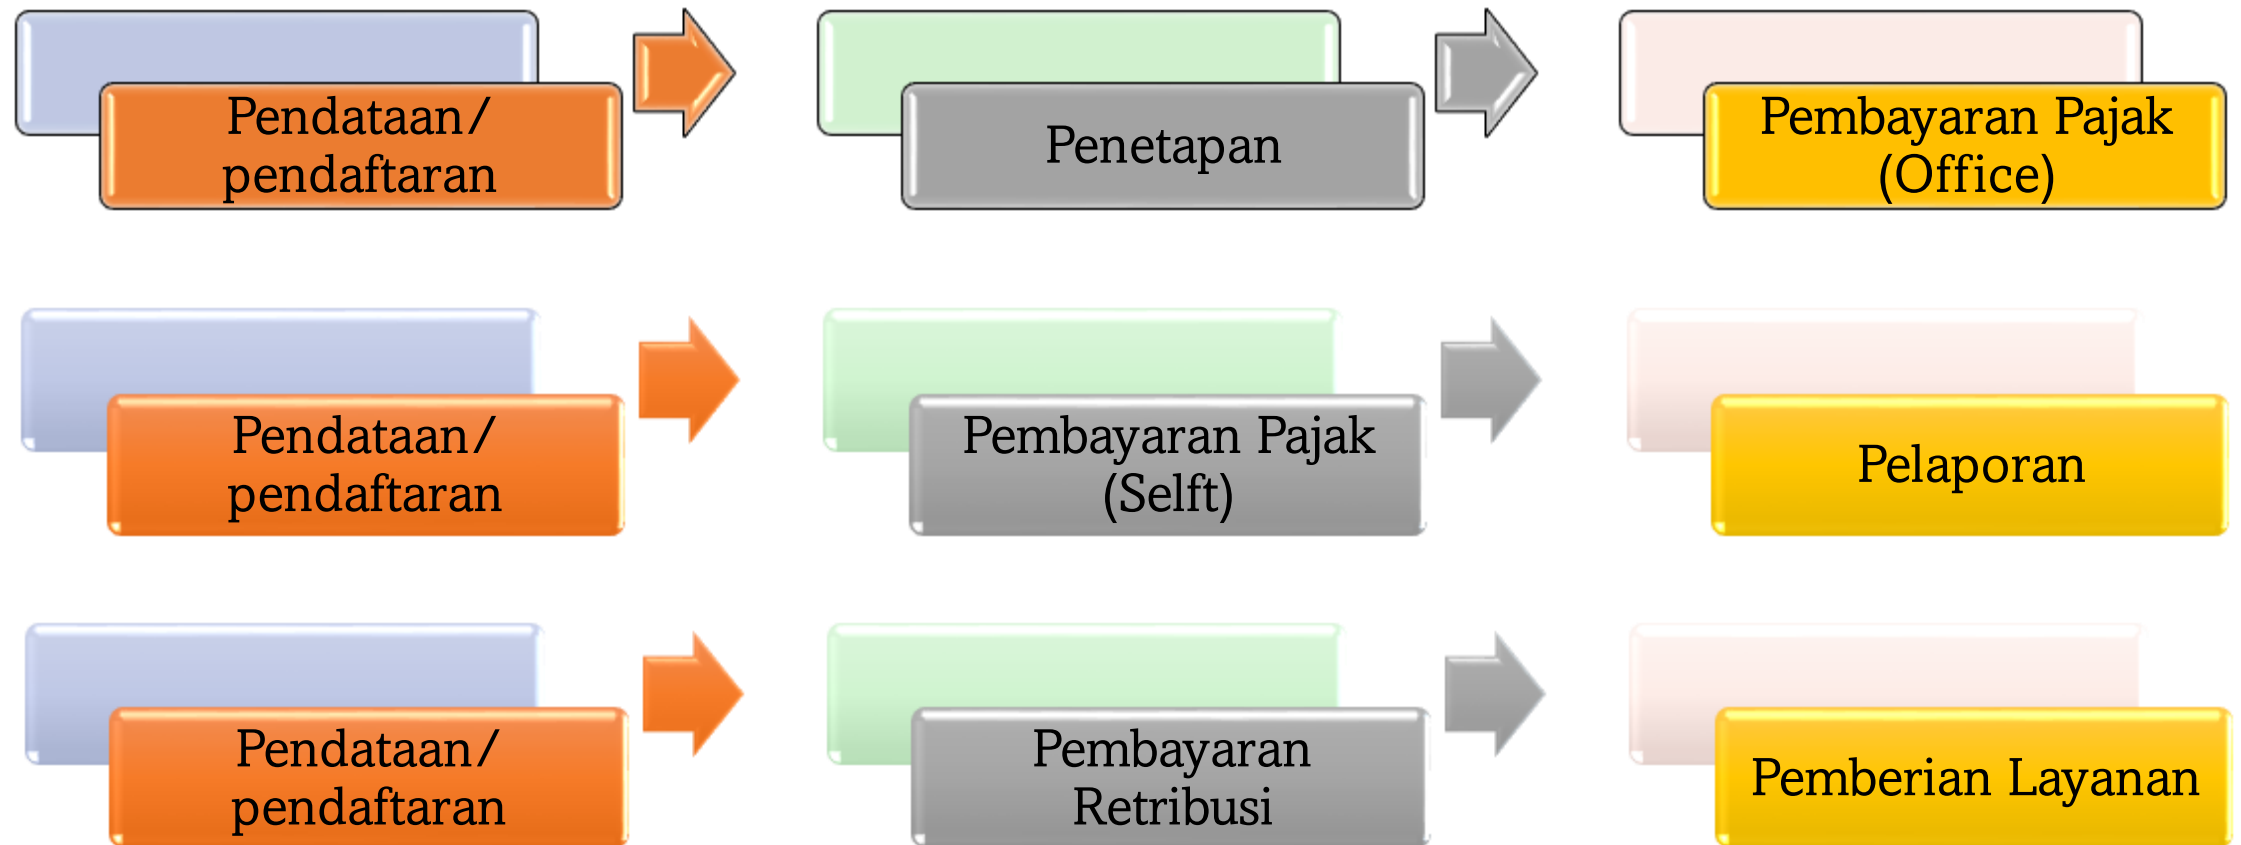 Pendataan/
pendaftaran
Penetapan
Pembayaran Pajak
(Office)
Pendataan/
pendaftaran
Pembayaran Pajak
(Selft)
Pelaporan
Pendataan/
pendaftaran
Pembayaran
Retribusi
Pemberian Layanan